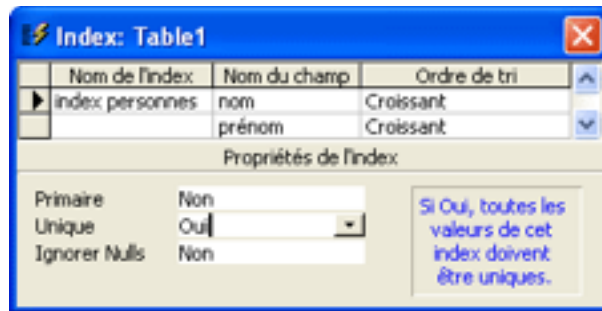 Index: Table1
Nom de l'index Nom du champ Ordre de tri
index personnes nom Croissant
prénom Croissant
Propriétés de l'index
Primaire Non
Unique Oui
Ignorer Nulls Non
Si Oui, toutes les
valeurs de cet
index doivent
être uniques.